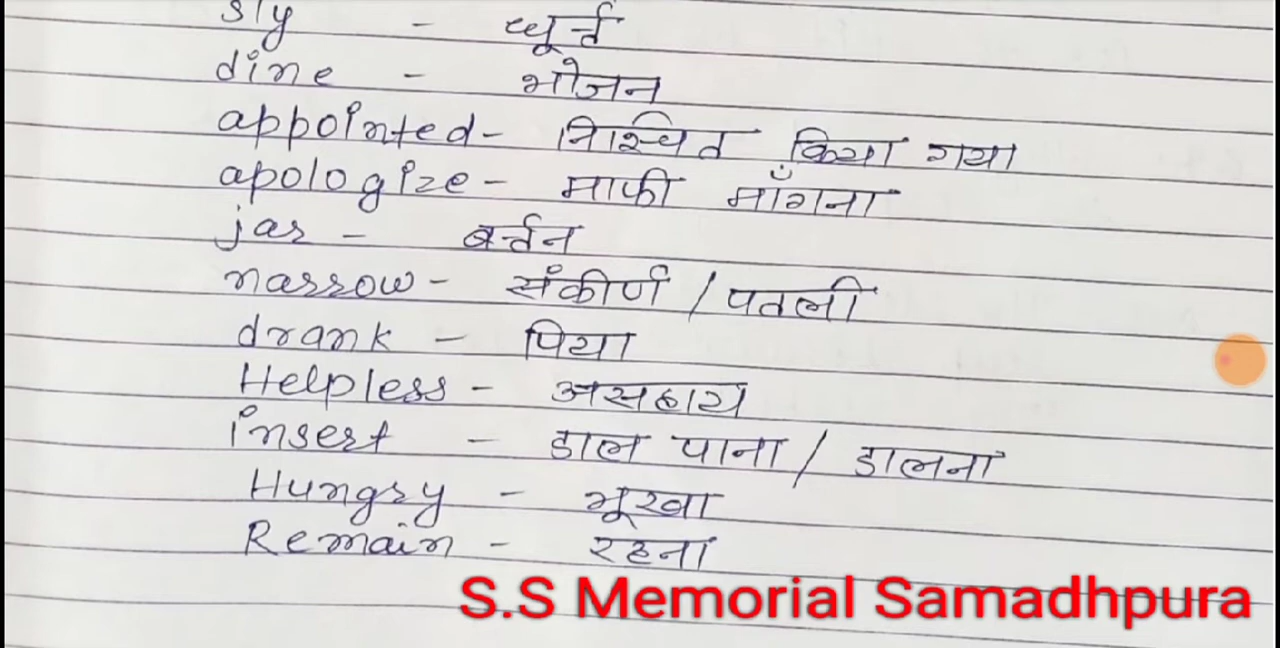 sly - धूर्त
dine - भोजन
appointed - निश्चित किया गया
apologize - माफी माँगना
jar - बर्तन
narrow - संकीर्ण / पतली
drank - पिया
Helpless - असहाय
insert - डाल पाना / डालना
Hungry - भूखा
Remain - रहना
S.S Memorial Samadhpura